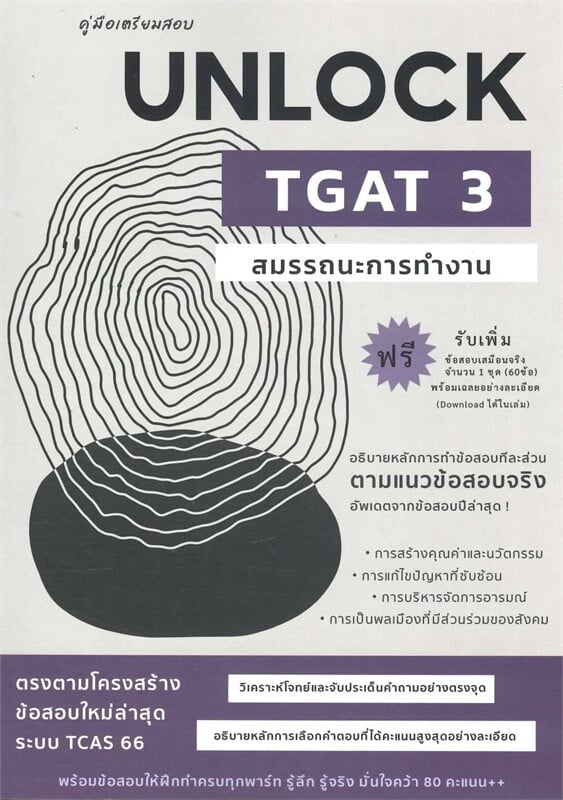 คู่มือเตรียมสอบ
UNLOCK
TGAT 3
สมรรถนะการทำงาน
ฟรี
รับเพิ่ม
ข้อสอบเสมือนจริง
จำนวน 1 ชุด (60ข้อ)
พร้อมเฉลยอย่างละเอียด
(Download ได้ในเล่ม)
อธิบายหลักการทำข้อสอบทีละส่วน
ตามแนวข้อสอบจริง
อัพเดตจากข้อสอบปีล่าสุด !
• การสร้างคุณค่าและนวัตกรรม
• การแก้ไขปัญหาที่ซับซ้อน
• การบริหารจัดการอารมณ์
• การเป็นพลเมืองที่มีส่วนร่วมของสังคม
ตรงตามโครงสร้าง
ข้อสอบใหม่ล่าสุด
ระบบ TCAS 66
วิเคราะห์โจทย์และจับประเด็นคำถามอย่างตรงจุด
อธิบายหลักการเลือกคำตอบที่ได้คะแนนสูงสุดอย่างละเอียด
พร้อมข้อสอบให้ฝึกทำครบทุกพาร์ท รู้ลึก รู้จริง มั่นใจคว้า 80 คะแนน++